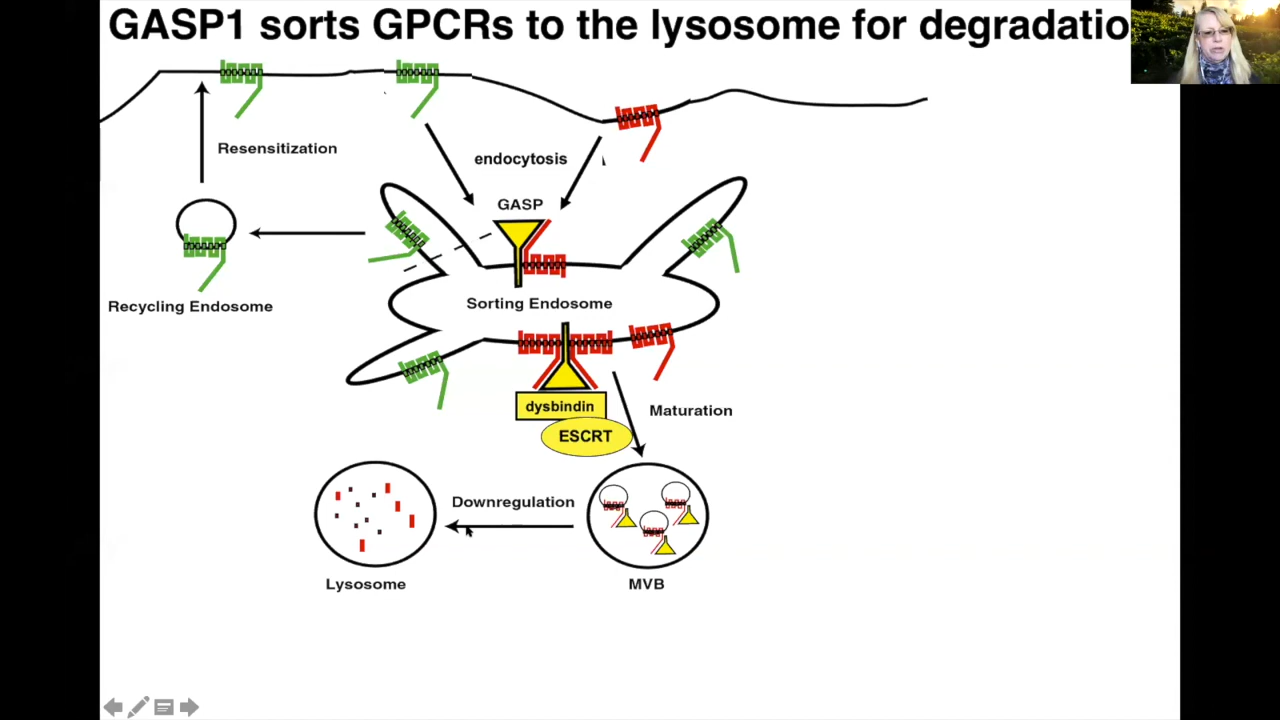 GASP1 sorts GPCRs to the lysosome for degradatio
Resensitization
endocytosis
GASP
Recycling Endosome
Sorting Endosome
dysbindin
ESCRT
Maturation
Downregulation
Lysosome
MVB